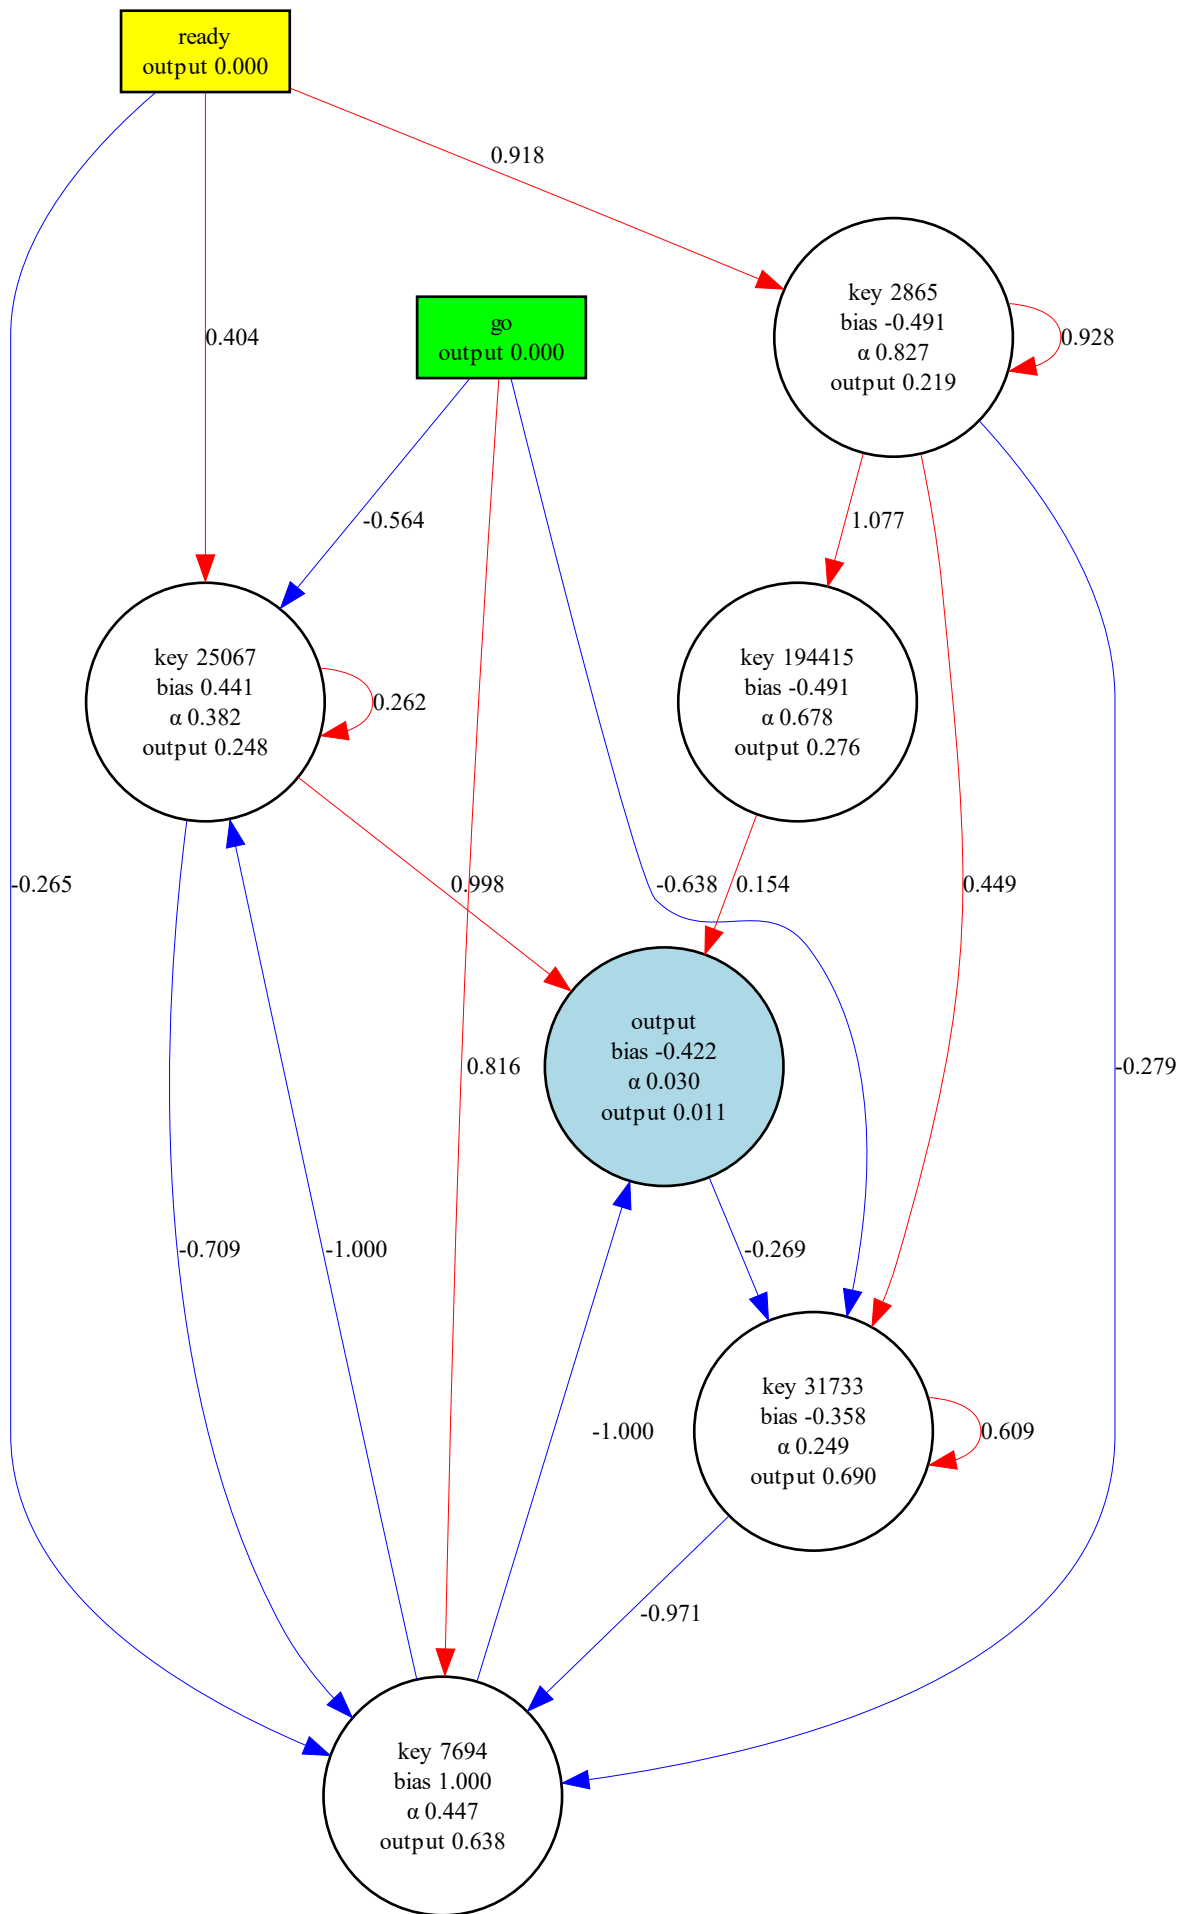 ready
output 0.000
0.918
key 2865
bias -0.491
α 0.827
output 0.219
0.928
go
output 0.000
0.404
-0.564
1.077
key 25067
bias 0.441
α 0.382
output 0.248
0.262
key 194415
bias -0.491
α 0.678
output 0.276
-0.265
0.998
-0.638
0.154
0.449
output
bias -0.422
α 0.030
output 0.011
0.816
-0.279
-0.709
-1.000
-0.269
key 31733
bias -0.358
α 0.249
output 0.690
-1.000
0.609
-0.971
key 7694
bias 1.000
α 0.447
output 0.638